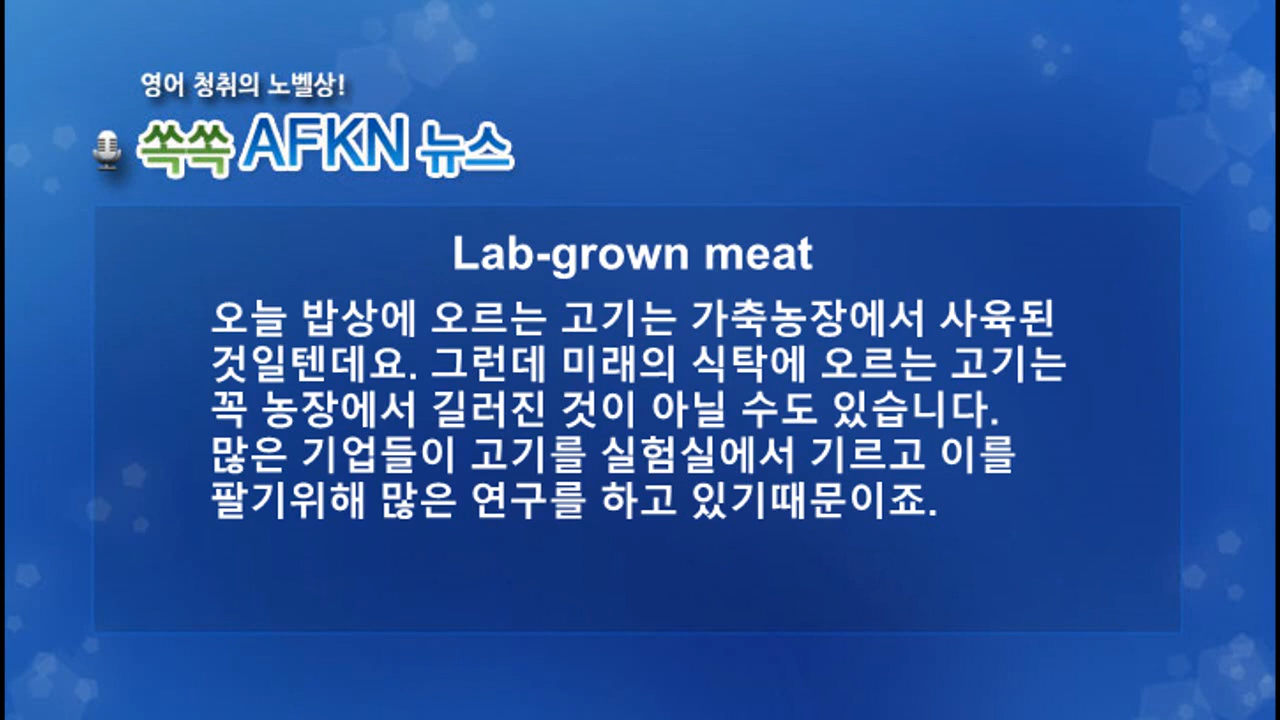 영어 청취의 노벨상!
쏙쏙 AFKN 뉴스
Lab-grown meat
오늘 밥상에 오르는 고기는 가축농장에서 사육된
것일텐데요. 그런데 미래의 식탁에 오르는 고기는
꼭 농장에서 길러진 것이 아닐 수도 있습니다.
많은 기업들이 고기를 실험실에서 기르고 이를
팔기위해 많은 연구를 하고 있기때문이죠.